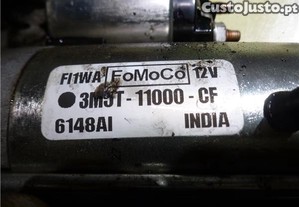 CustoJusto.pt
FI1WA FoMoCo 12V
3M5T-11000-CF
6148AI INDIA